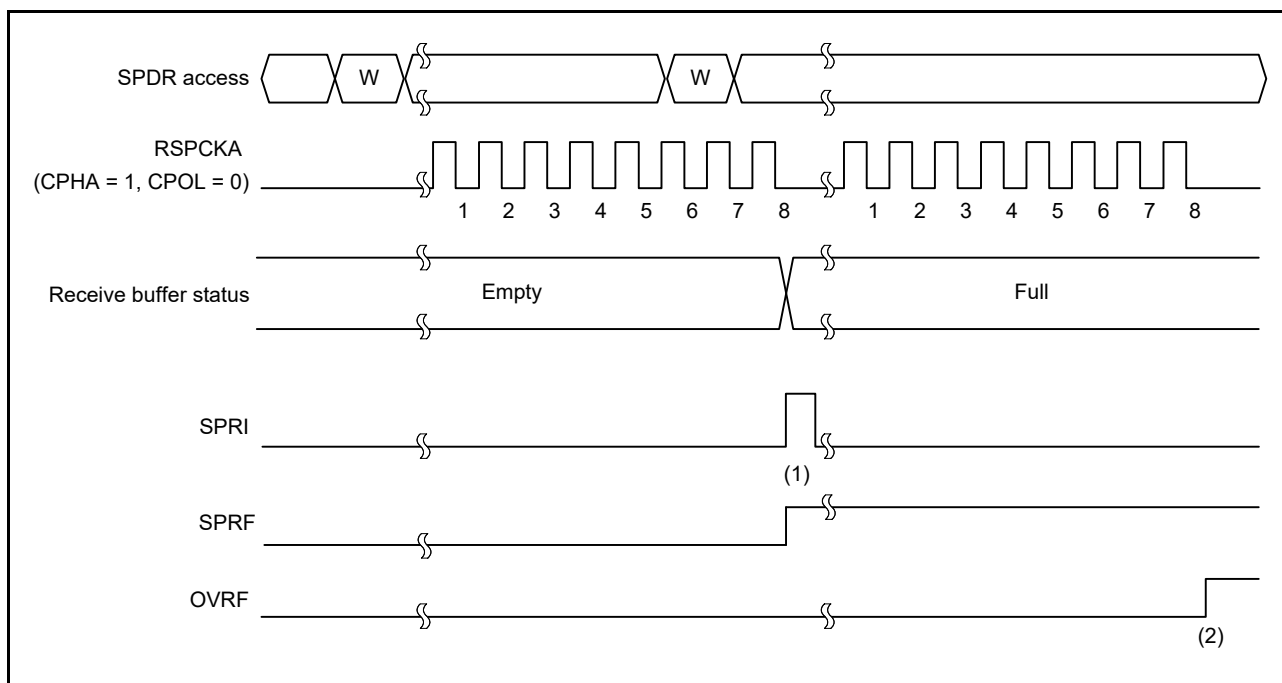 SPDR access
W
W
RSPCKA
(CPHA = 1, CPOL = 0)
1 2 3 4 5 6 7 8 1 2 3 4 5 6 7 8
Receive buffer status
Empty
Full
SPRI
(1)
SPRF
OVRF
(2)